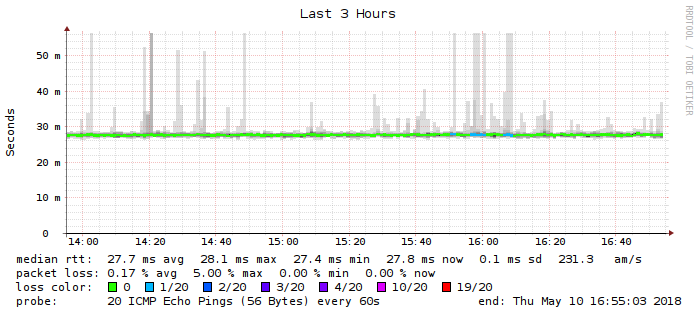 Last 3 Hours
RRDTOOL / TOBI OETIKER
Seconds
50 m
40 m
30 m
20 m
10 m
0
14:00 14:20 14:40 15:00 15:20 15:40 16:00 16:20 16:40
median rtt: 27.7 ms avg 28.1 ms max 27.4 ms min 27.8 ms now 0.1 ms sd 231.3 am/s
packet loss: 0.17 % avg 5.00 % max 0.00 % min 0.00 % now
loss color: 0 1/20 2/20 3/20 4/20 10/20 19/20
probe: 20 ICMP Echo Pings (56 Bytes) every 60s end: Thu May 10 16:55:03 2018